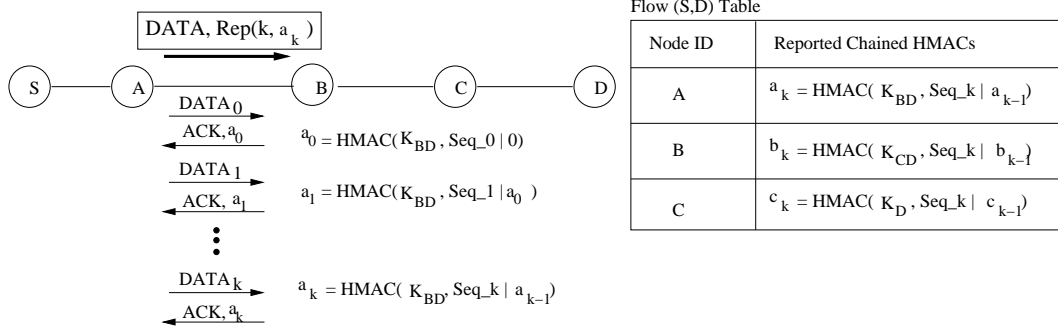 DATA, Rep(k, a_k )
S A B C D
DATA_0
ACK, a_0
a_0 = HMAC( K_BD , Seq_0 | 0)
DATA_1
ACK, a_1
a_1 = HMAC( K_BD , Seq_1 | a_0 )
DATA_k
ACK, a_k
a_k = HMAC( K_BD, Seq_k | a_k-1)
Flow (S,D) Table
Node ID Reported Chained HMACs
A a_k = HMAC( K_BD , Seq_k | a_k-1)
B b_k = HMAC( K_CD , Seq_k | b_k-1)
C c_k = HMAC( K_D , Seq_k | c_k-1)